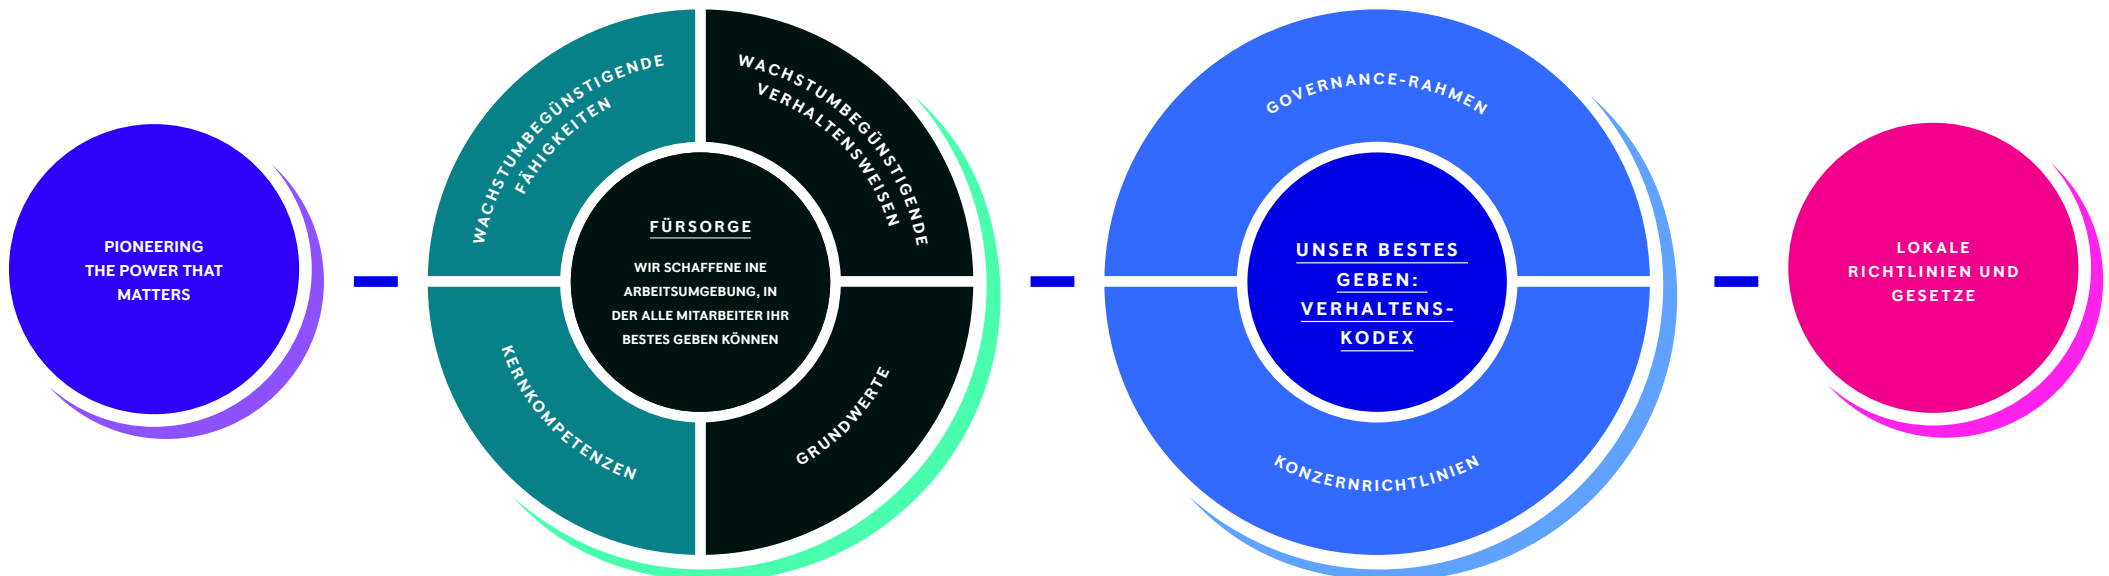 PIONEERING
THE POWER THAT
MATTERS
WACHSTUMBEGÜNSTIGENDE
FÄHIGKEITEN
WACHSTUMBEGÜNSTIGENDE
VERHALTENSWEISEN
FÜRSORGE
WIR SCHAFFENE INE
ARBEITSUMGEBUNG, IN
DER ALLE MITARBEITER IHR
BESTES GEBEN KÖNNEN
KERNKOMPETENZEN
GRUNDWERTE
GOVERNANCE-RAHMEN
UNSER BESTES
GEBEN:
VERHALTENS-
KODEX
KONZERNRICHTLINIEN
LOKALE
RICHTLINIEN UND
GESETZE